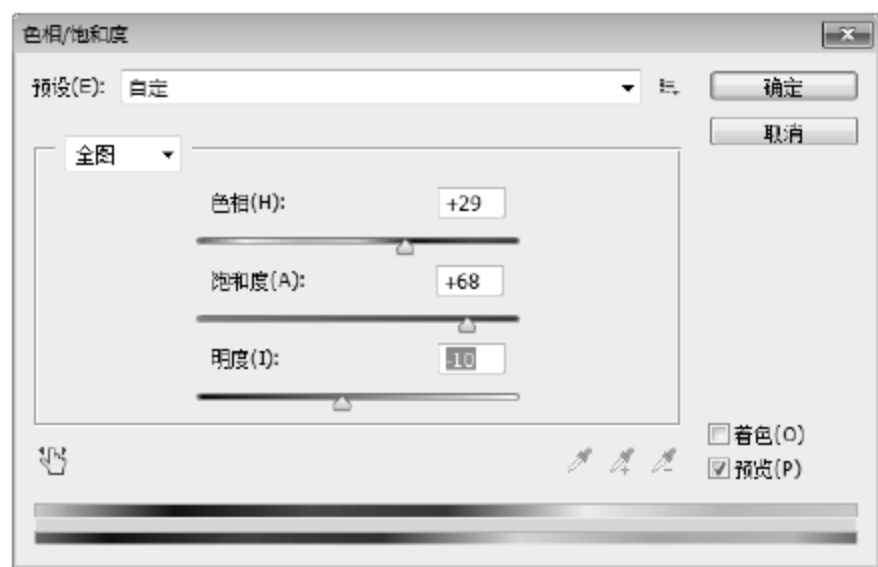 色相/饱和度
预设(E): 自定
确定
取消
全图
色相(H): +29
饱和度(A): +68
明度(I): -10
着色(O)
预览(P)